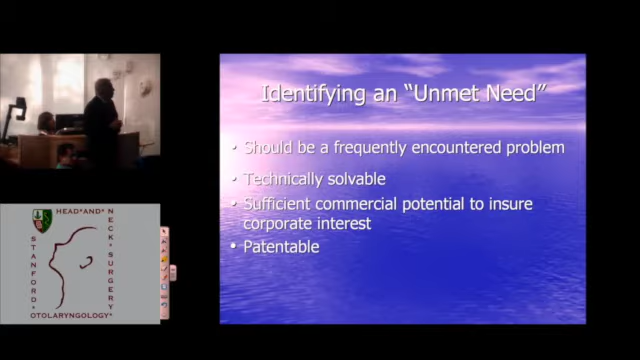 Identifying an “Unmet Need”
• Should be a frequently encountered problem
• Technically solvable
• Sufficient commercial potential to insure
corporate interest
• Patentable
HEAD*AND*
NECK*SURGERY*
STANFORD*
OTOLARYNGOLOGY*